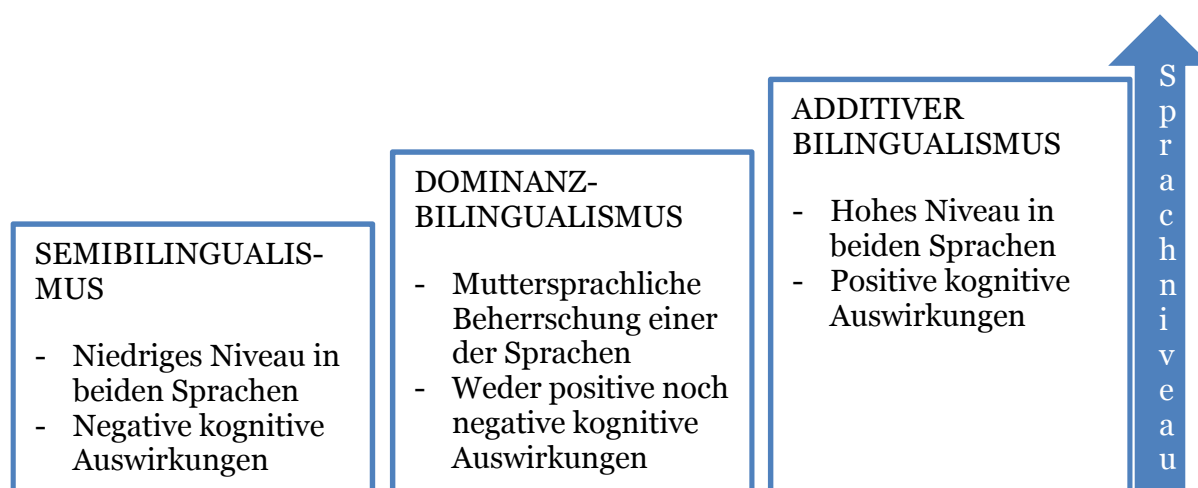 SEMIBILINGUALIS-
MUS
- Niedriges Niveau in
beiden Sprachen
- Negative kognitive
Auswirkungen
DOMINANZ-
BILINGUALISMUS
- Muttersprachliche
Beherrschung einer
der Sprachen
- Weder positive noch
negative kognitive
Auswirkungen
ADDITIVER
BILINGUALISMUS
- Hohes Niveau in
beiden Sprachen
- Positive kognitive
Auswirkungen
Sprachniveau